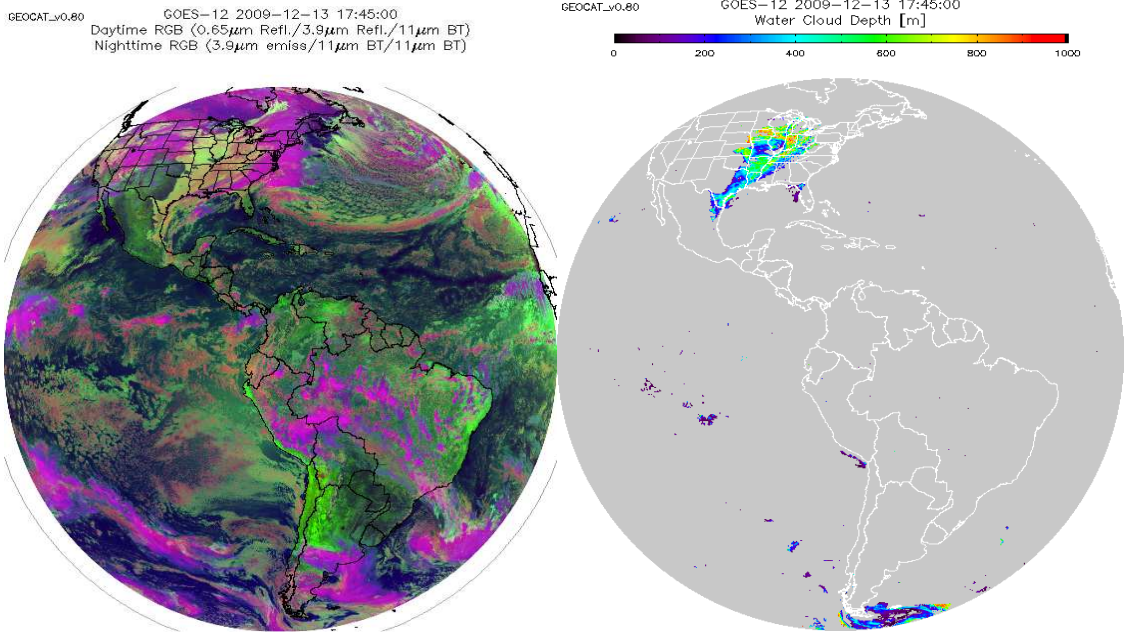 GEOCAT_v0.80
GOES-12 2009-12-13 17:45:00
Daytime RGB (0.65μm Refl./3.9μm Refl./11μm BT)
Nighttime RGB (3.9μm emiss/11μm BT/11μm BT)
GEOCAT_v0.80
GOES-12 2009-12-13 17:45:00
Water Cloud Depth [m]
0 200 400 600 800 1000